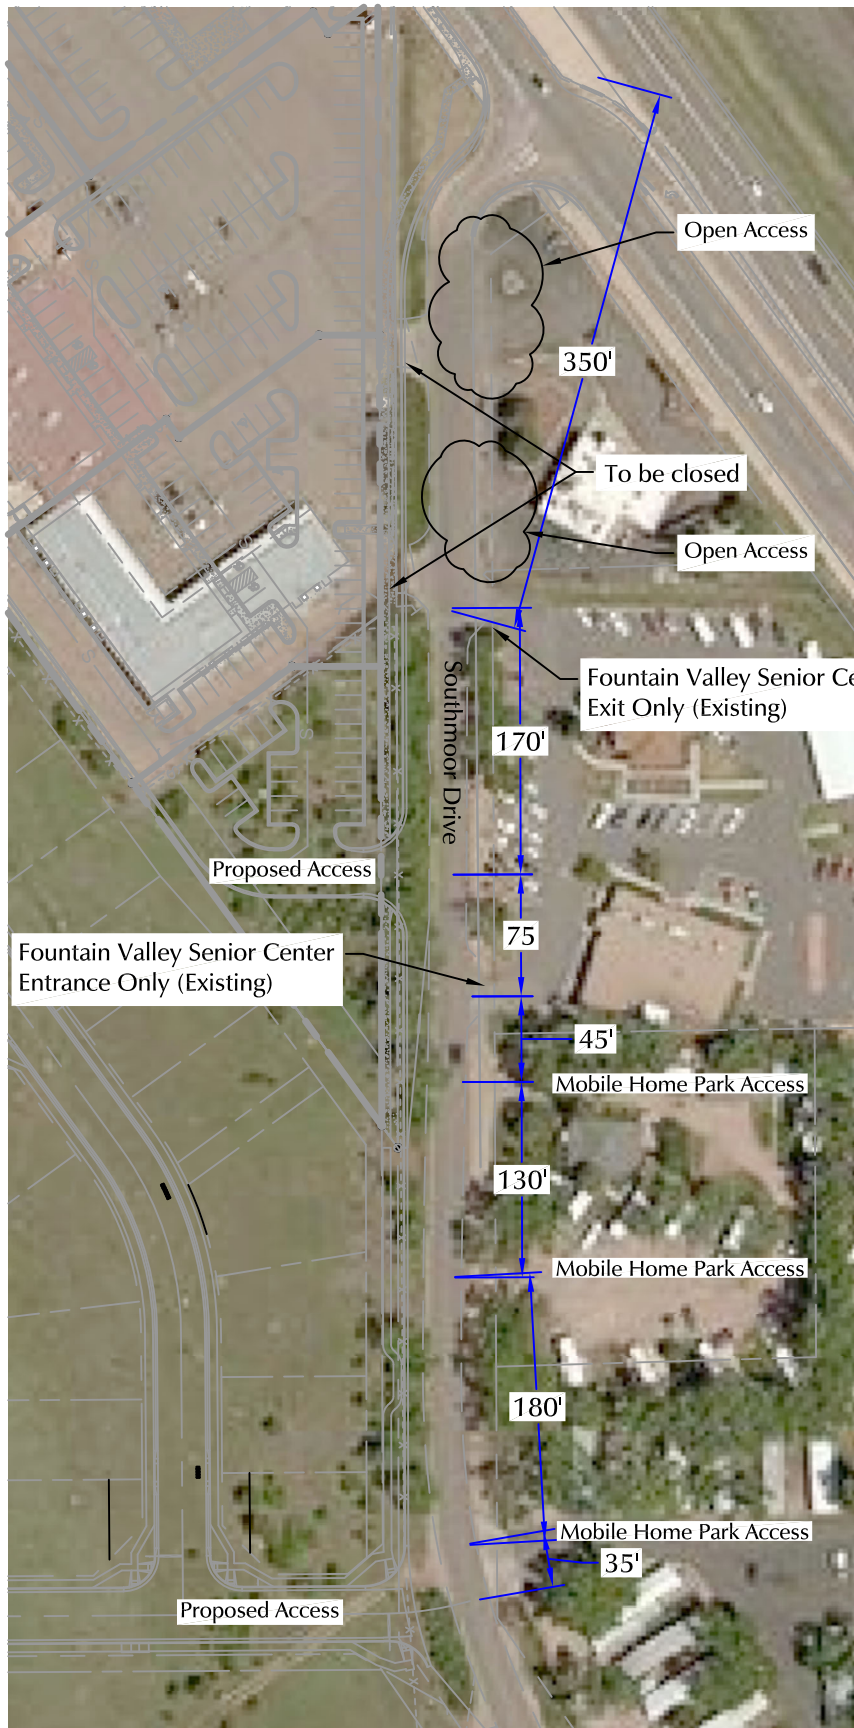 Open Access
350'
To be closed
Open Access
Fountain Valley Senior
Exit Only (Existing)
Southmoor Drive
170'
Proposed Access
75
Fountain Valley Senior Center
Entrance Only (Existing)
45'
Mobile Home Park Access
130'
Mobile Home Park Access
180'
Mobile Home Park Access
35'
Proposed Access